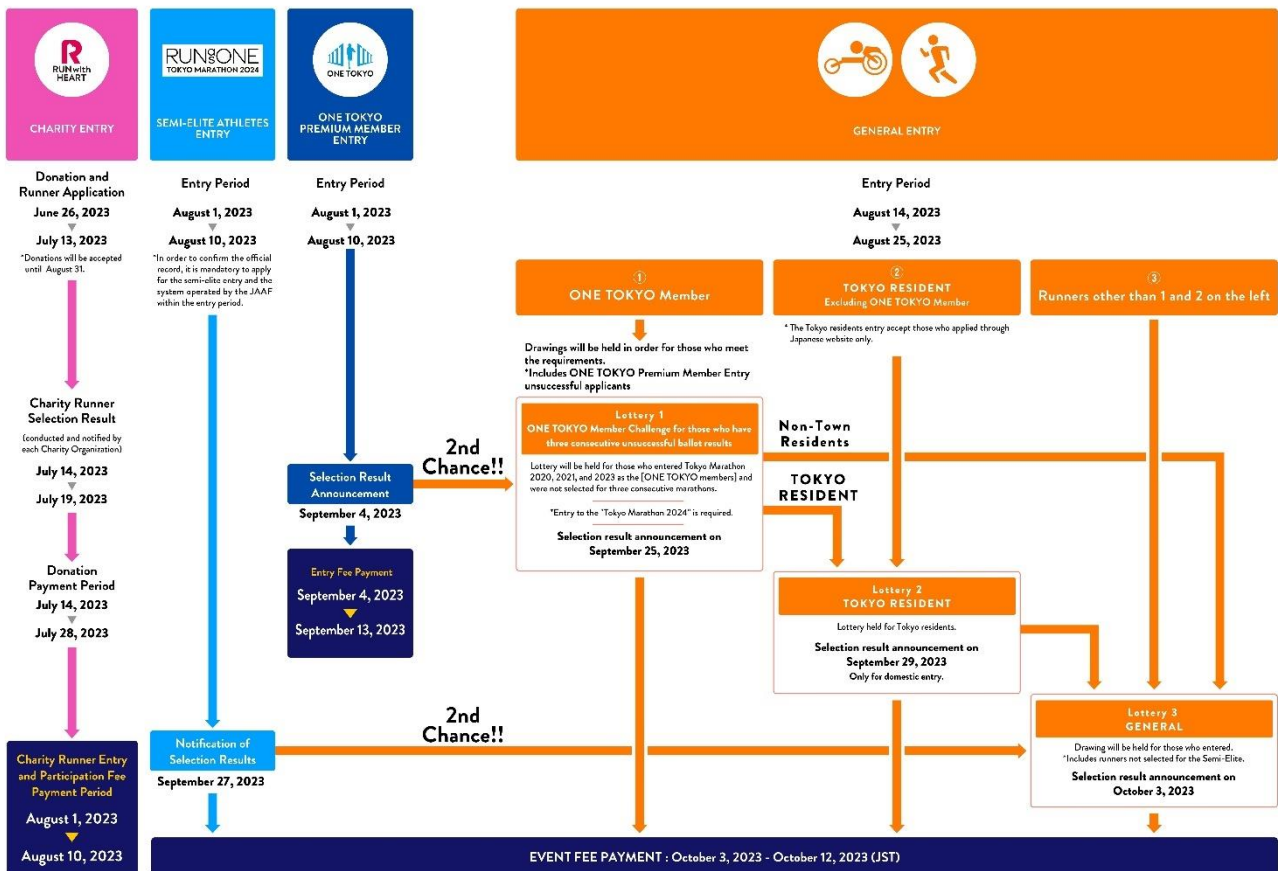 RUN with
HEART
CHARITY ENTRY
Donation and
Runner Application
June 26, 2023
July 13, 2023
*Donations will be accepted
until August 31.
Charity Runner
Selection Result
(conducted and notified by
each Charity Organization)
July 14, 2023
July 19, 2023
Donation
Payment Period
July 14, 2023
July 28, 2023
Charity Runner Entry
and Participation Fee
Payment Period
August 1, 2023
August 10, 2023
RUN as ONE
TOKYO MARATHON 2024
SEMI-ELITE ATHLETES
ENTRY
Entry Period
August 1, 2023
August 10, 2023
*In order to confirm the official
record, it is mandatory to apply
for the semi-elite entry and the
system operated by the JAAF
within the entry period.
Notification of
Selection Results
September 27, 2023
2nd
Chance!!
ONE TOKYO
ONE TOKYO
PREMIUM MEMBER
ENTRY
Entry Period
August 1, 2023
August 10, 2023
Selection Result
Announcement
September 4, 2023
Entry Fee Payment
September 4, 2023
September 13, 2023
2nd
Chance!!
GENERAL ENTRY
Entry Period
August 14, 2023
August 25, 2023
①
ONE TOKYO Member
Drawings will be held in order for those who meet
the requirements.
*Includes ONE TOKYO Premium Member Entry
unsuccessful applicants
Lottery 1
ONE TOKYO Member Challenge for those who have
three consecutive unsuccessful ballot results
Lottery will be held for those who entered Tokyo Marathon
2020, 2021, and 2023 as the [ONE TOKYO members] and
were not selected for three consecutive marathons.
*Entry to the "Tokyo Marathon 2024" is required.
Selection result announcement on
September 25, 2023
Non-Town
Residents
TOKYO
RESIDENT
②
TOKYO RESIDENT
Excluding ONE TOKYO Member
* The Tokyo residents entry accept those who applied through
Japanese website only.
Lottery 2
TOKYO RESIDENT
Lottery held for Tokyo residents.
Selection result announcement on
September 29, 2023
Only for domestic entry.
③
Runners other than 1 and 2 on the left
Lottery 3
GENERAL
Drawing will be held for those who entered.
*Includes runners not selected for the Semi-Elite.
Selection result announcement on
October 3, 2023
EVENT FEE PAYMENT : October 3, 2023 - October 12, 2023 (JST)